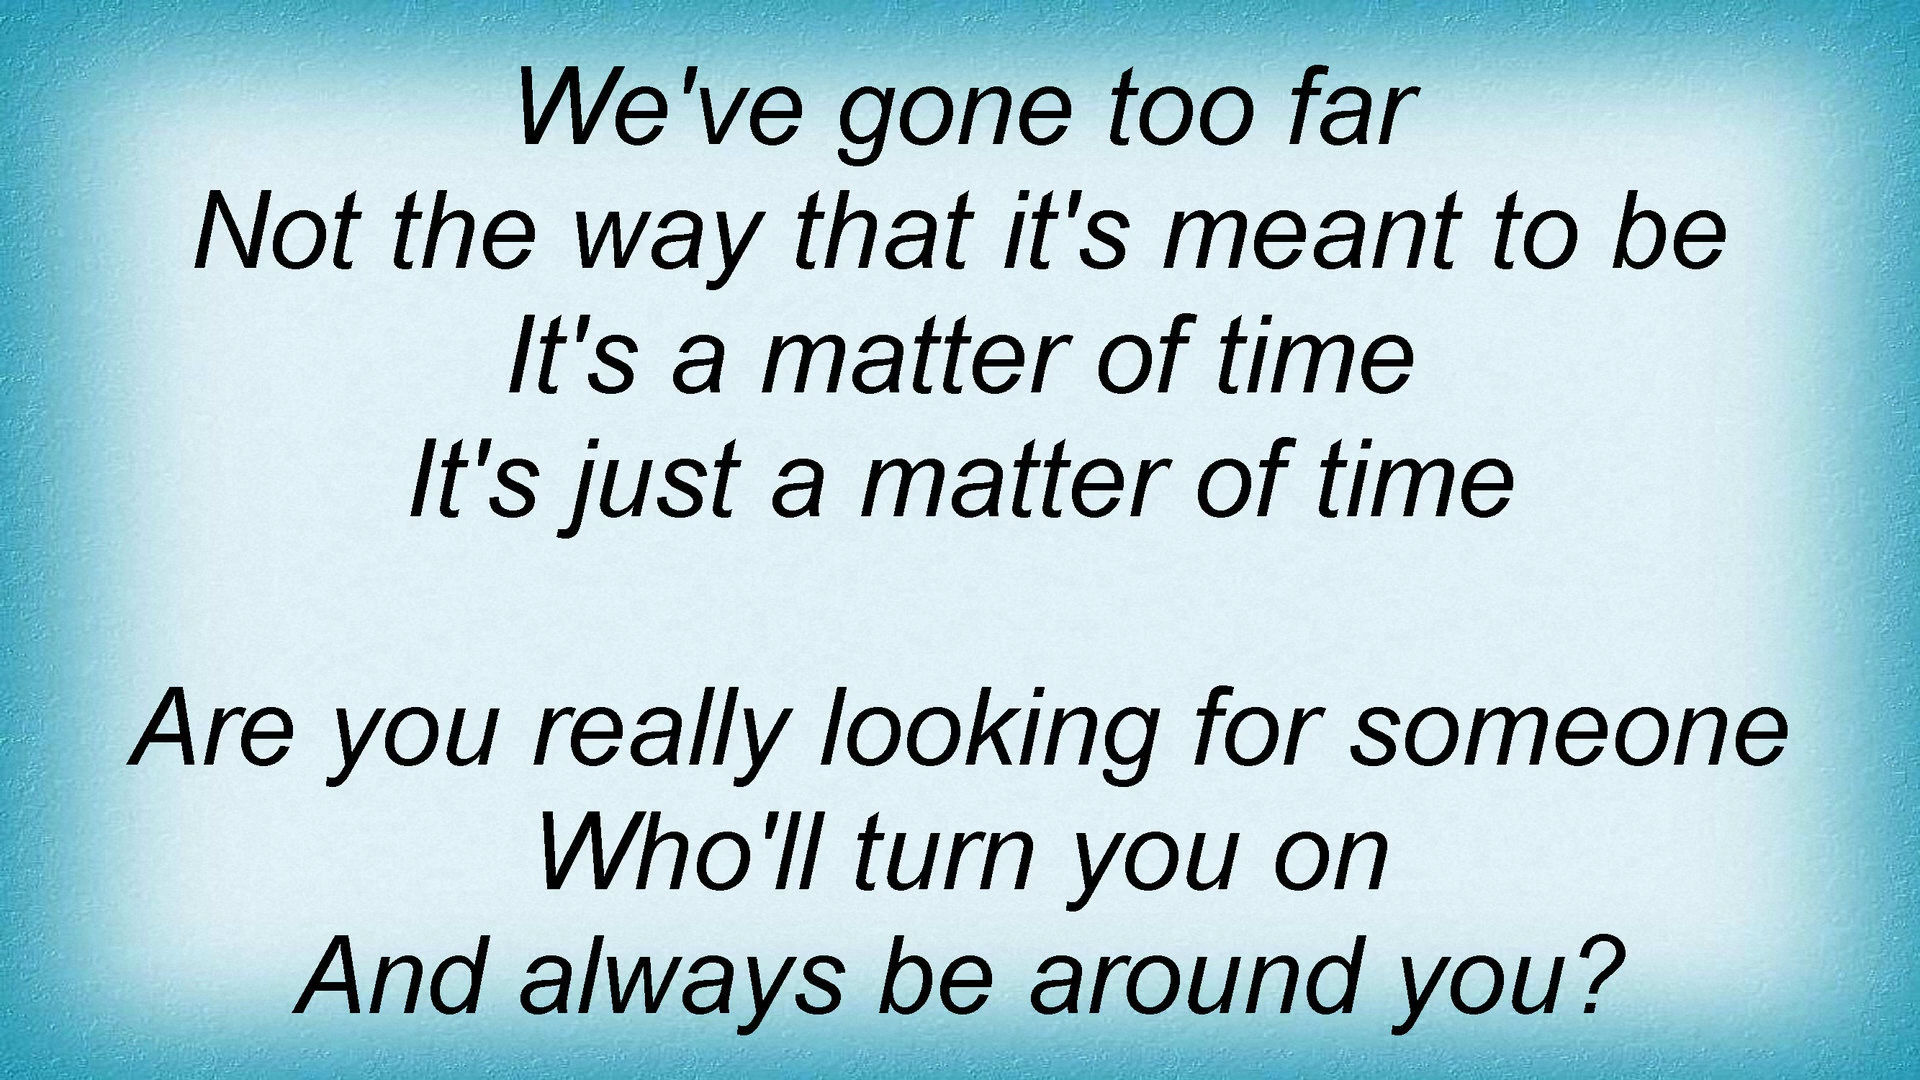 We've gone too far
Not the way that it's meant to be
It's a matter of time
It's just a matter of time
Are you really looking for someone
Who'll turn you on
And always be around you?